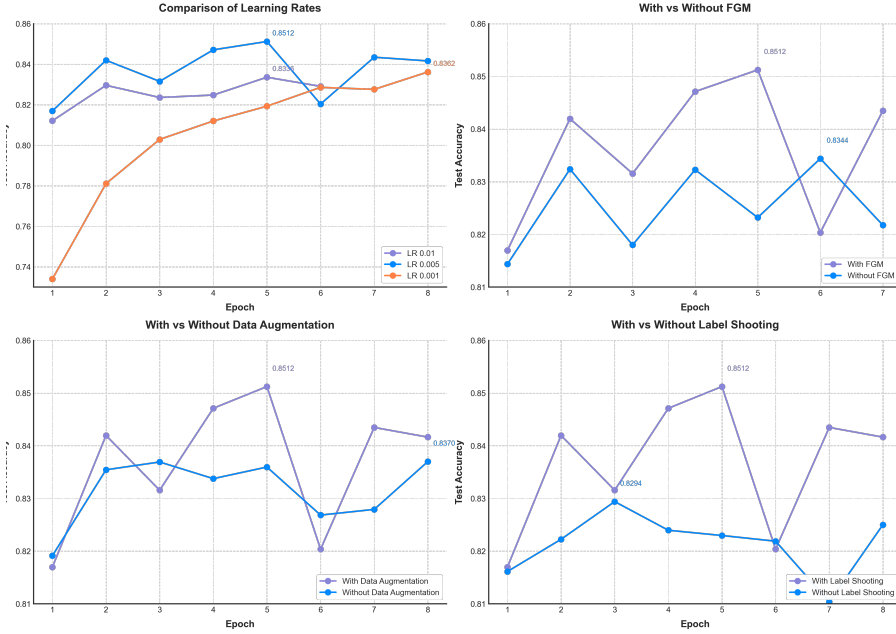 Comparison of Learning Rates
0.86
0.84
0.82
0.80
0.78
0.76
0.74
0.8512
0.8336
0.8362
LR 0.01
LR 0.005
LR 0.001
1 2 3 4 5 6 7 8
Epoch
With vs Without FGM
0.86
0.85
0.84
0.83
0.82
0.81
Test Accuracy
0.8512
0.8344
With FGM
Without FGM
1 2 3 4 5 6 7
Epoch
With vs Without Data Augmentation
0.86
0.85
0.84
0.83
0.82
0.81
0.8512
0.8370
With Data Augmentation
Without Data Augmentation
1 2 3 4 5 6 7 8
Epoch
With vs Without Label Shooting
0.86
0.85
0.84
0.83
0.82
0.81
Test Accuracy
0.8512
0.8294
With Label Shooting
Without Label Shooting
1 2 3 4 5 6 7 8
Epoch